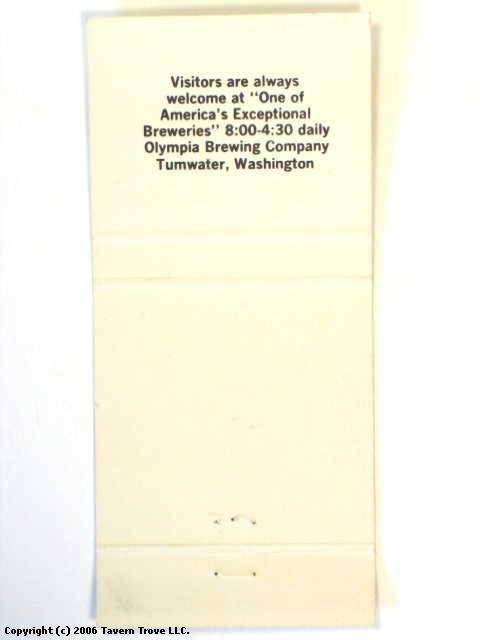 Visitors are always
welcome at "One of
America's Exceptional
Breweries" 8:00-4:30 daily
Olympia Brewing Company
Tumwater, Washington
Copyright (c) 2006 Tavern Trove LLC.